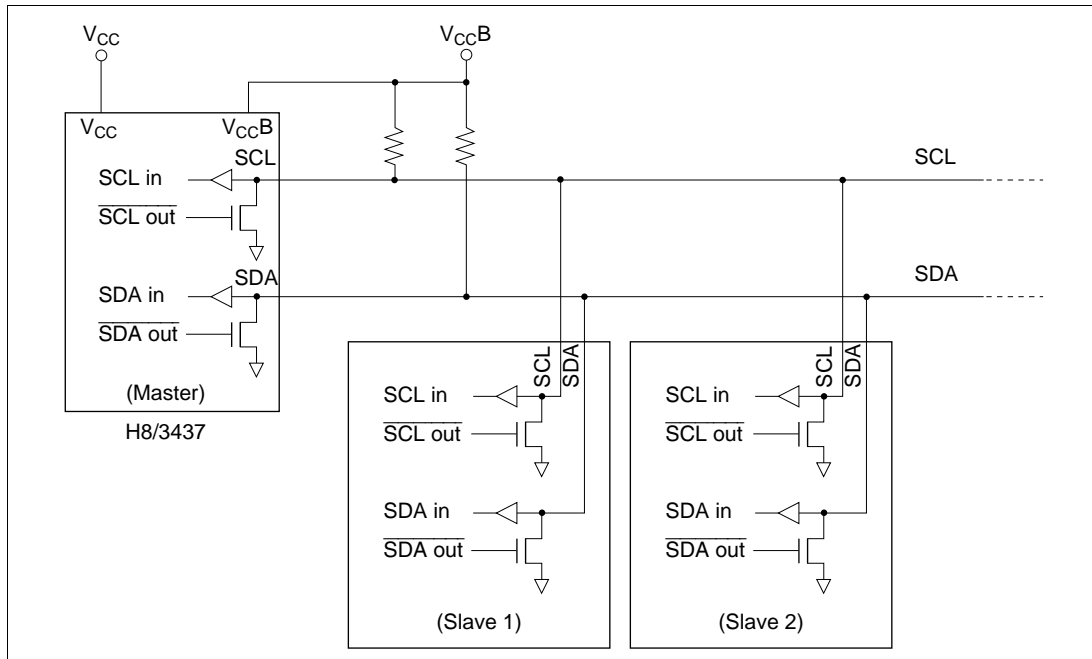 VCC
VCCB
VCC
VCCB
SCL
SCL in
SCL out
SDA
SDA in
SDA out
(Master)
H8/3437
SCL
SDA
SCL
SDA
SCL in
SCL out
SDA in
SDA out
(Slave 1)
SCL
SDA
SCL in
SCL out
SDA in
SDA out
(Slave 2)